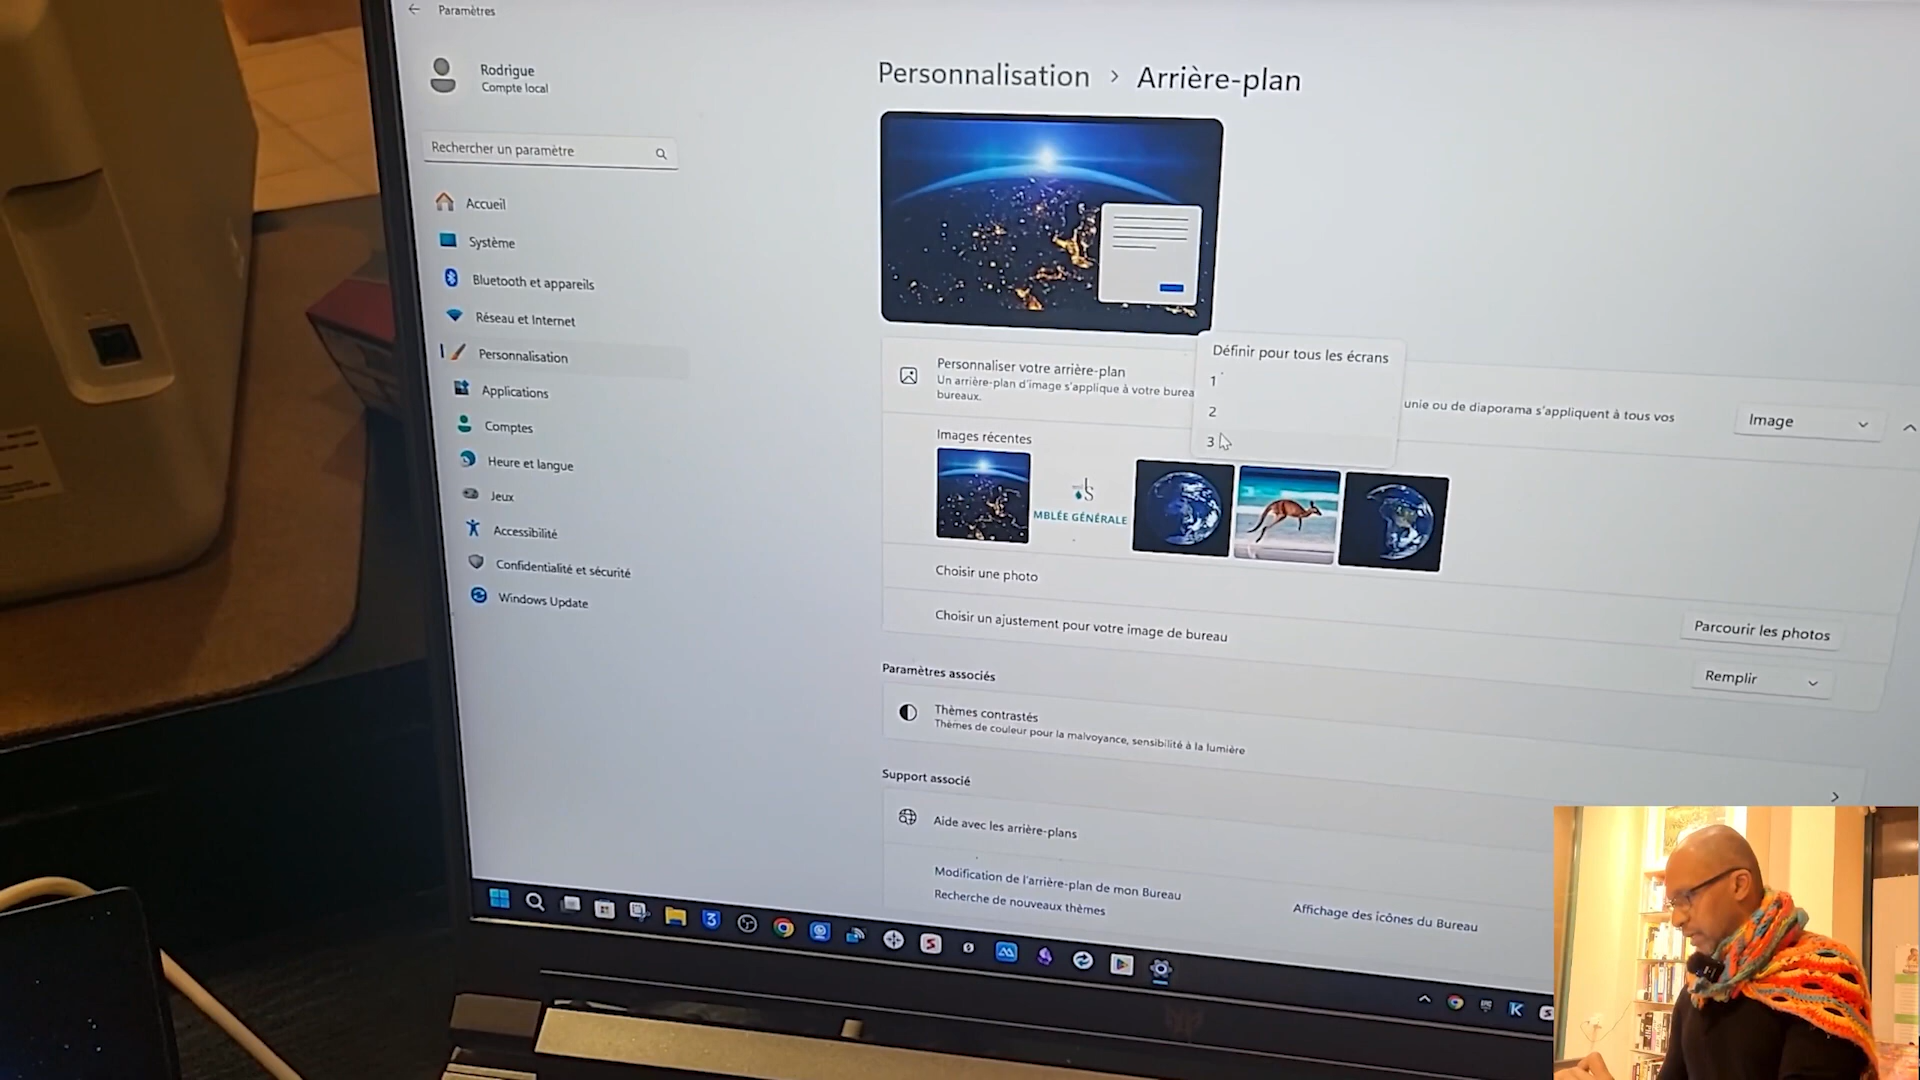 Paramètres
Rodrigue
Compte local
Rechercher un paramètre
Accueil
Système
Bluetooth et appareils
Réseau et Internet
Personnalisation
Applications
Comptes
Heure et langue
Jeux
Accessibilité
Confidentialité et sécurité
Windows Update
Personnalisation > Arrière-plan
Définir pour tous les écrans
1
2
3
Personnaliser votre arrière-plan
Un arrière-plan d'image s'applique à votre burea
unie ou de diaporama s'appliquent à tous vos
bureaux.
Image
Images récentes
MBLÉE GÉNÉRALE
Choisir une photo
Parcourir les photos
Choisir un ajustement pour votre image de bureau
Remplir
Paramètres associés
Thèmes contrastés
Thèmes de couleur pour la malvoyance, sensibilité à la lumière
Support associé
Aide avec les arrière-plans
Modification de l'arrière-plan de mon Bureau
Affichage des icônes du Bureau
Recherche de nouveaux thèmes